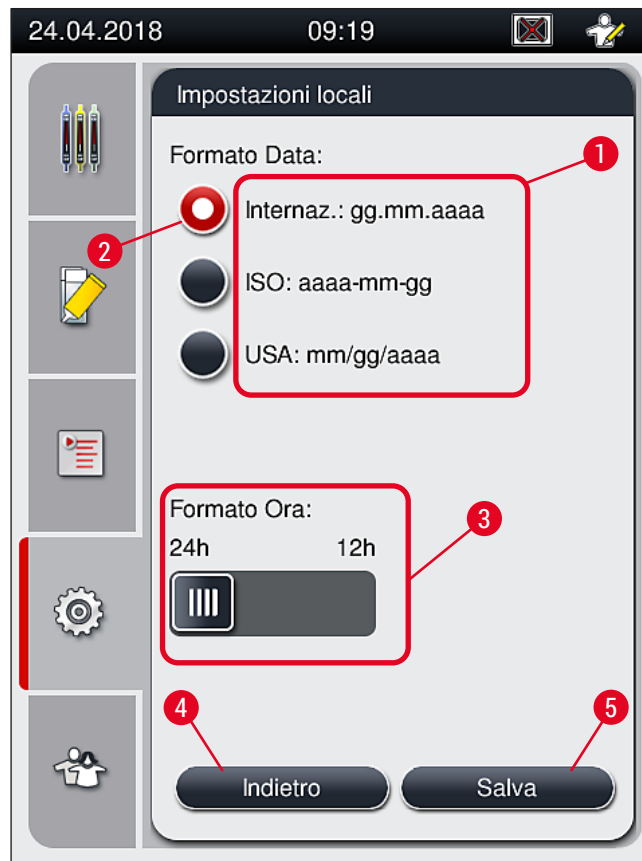 24.04.2018 09:19
Impostazioni locali
Formato Data:
1
Internaz.: gg.mm.aaaa
2
ISO: aaaa-mm-gg
USA: mm/gg/aaaa
Formato Ora:
3
24h 12h
4 5
Indietro Salva